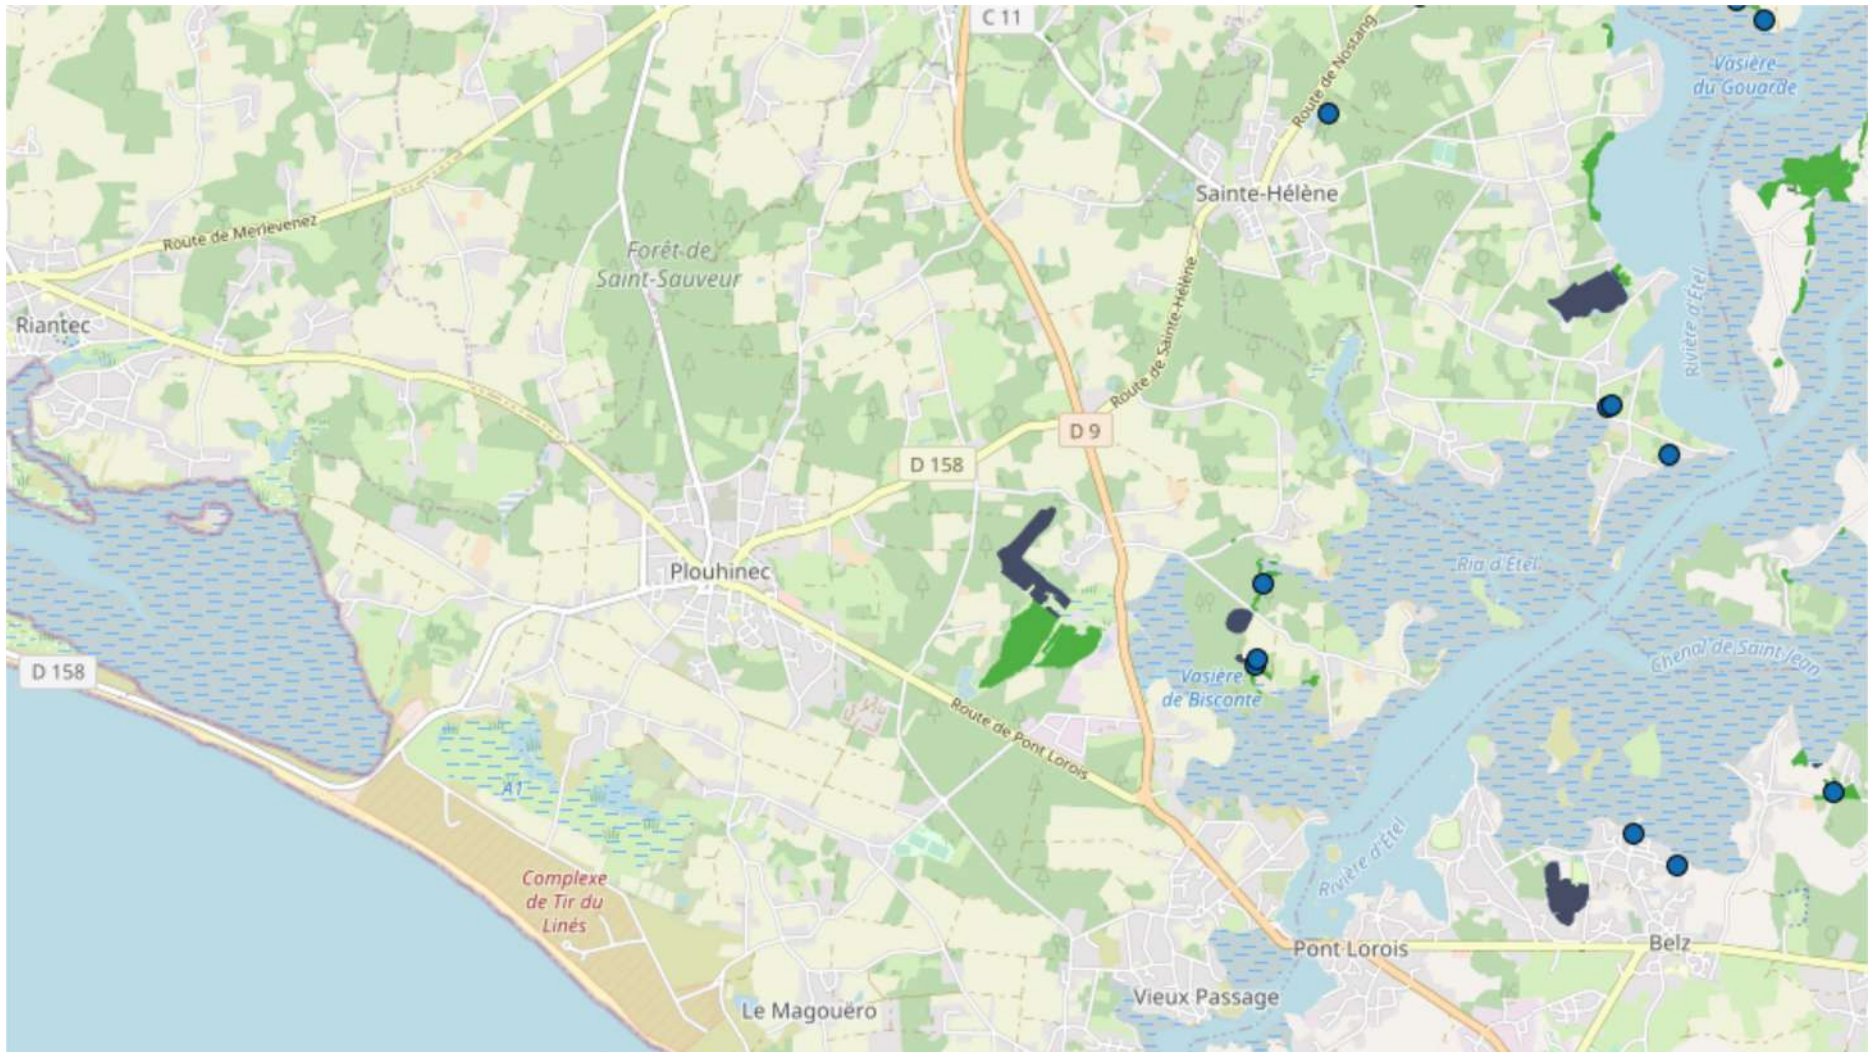 C 11
Route de Nostang
Vasière
du Gouarde
Sainte-Hélène
Route de Merlevenez
Forêt de
Saint-Sauveur
Route de Sainte-Hélène
Rivière d'Étel
Riantec
D 9
D 158
Plouhinec
Ria d'Étel
D 158
Vasière
de Bisconte
Chenal de Saint Jean
Route de Pont Lorois
A1
Rivière d'Étel
Complexe
de Tir du
Linés
Pont Lorois
Belz
Vieux Passage
Le Magouëro